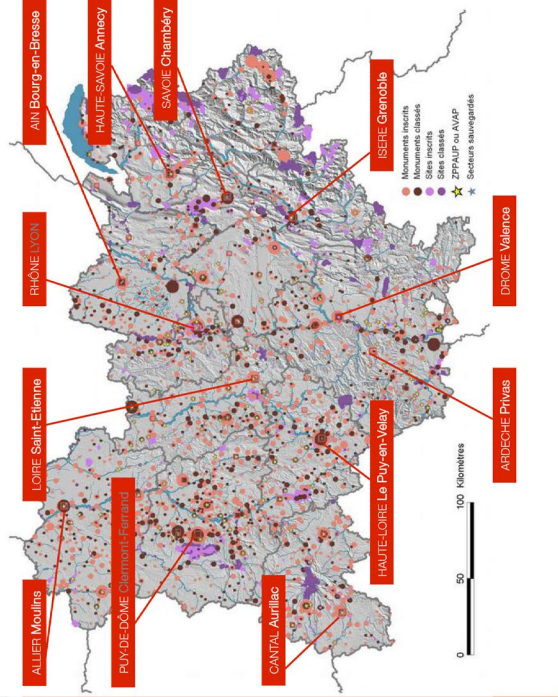 ALLIER Moulins
LOIRE Saint-Etienne
RHÔNE LYON
AIN Bourg-en-Bresse
PUY-DE-DÔME Clermont-Ferrand
HAUTE-SAVOIE Annecy
SAVOIE Chambéry
CANTAL Aurillac
HAUTE-LOIRE Le Puy-en-Velay
ISERE Grenoble
Monuments inscrits
Monuments classés
Sites inscrits
Sites classés
ZPPAUP ou AVAP
Secteurs sauvegardés
ARDECHE Privas
DROME Valence
0 50 100 Kilomètres